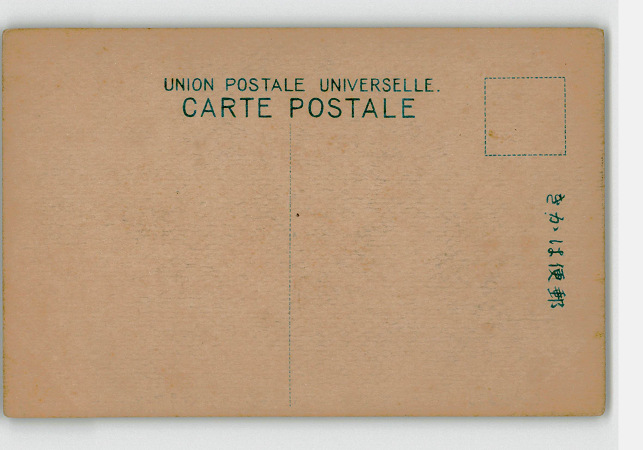 UNION POSTALE UNIVERSELLE.
CARTE POSTALE
きかは便郵